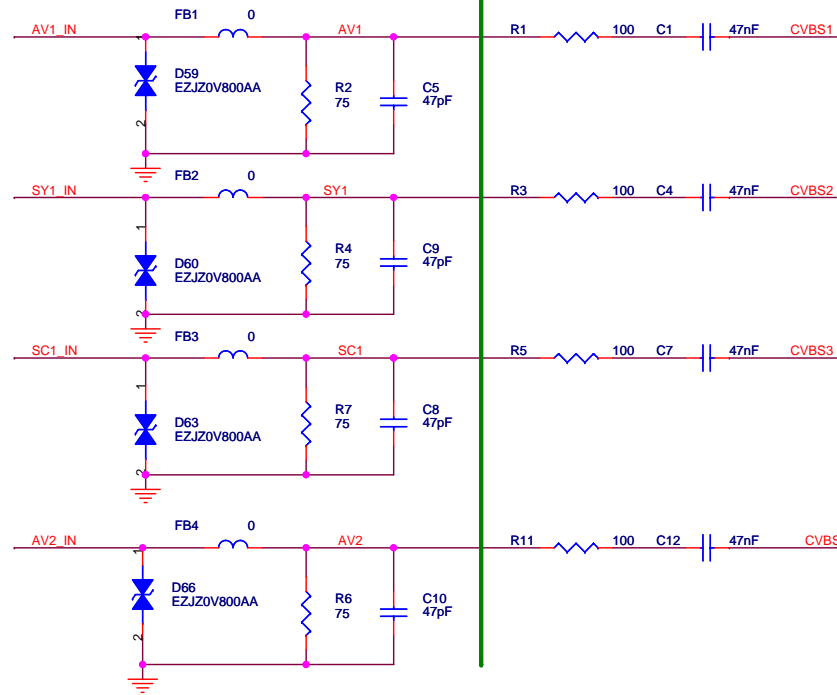 FB1 0
AV1_IN AV1 R1 100 C1 47nF CVBS1
1
D59
EZJZ0V800AA
R2
75
C5
47pF
2
FB2 0
SY1_IN SY1 R3 100 C4 47nF CVBS2
1
D60
EZJZ0V800AA
R4
75
C9
47pF
2
FB3 0
SC1_IN SC1 R5 100 C7 47nF CVBS3
1
D63
EZJZ0V800AA
R7
75
C8
47pF
2
FB4 0
AV2_IN AV2 R11 100 C12 47nF CVBS
1
D66
EZJZ0V800AA
R6
75
C10
47pF
2